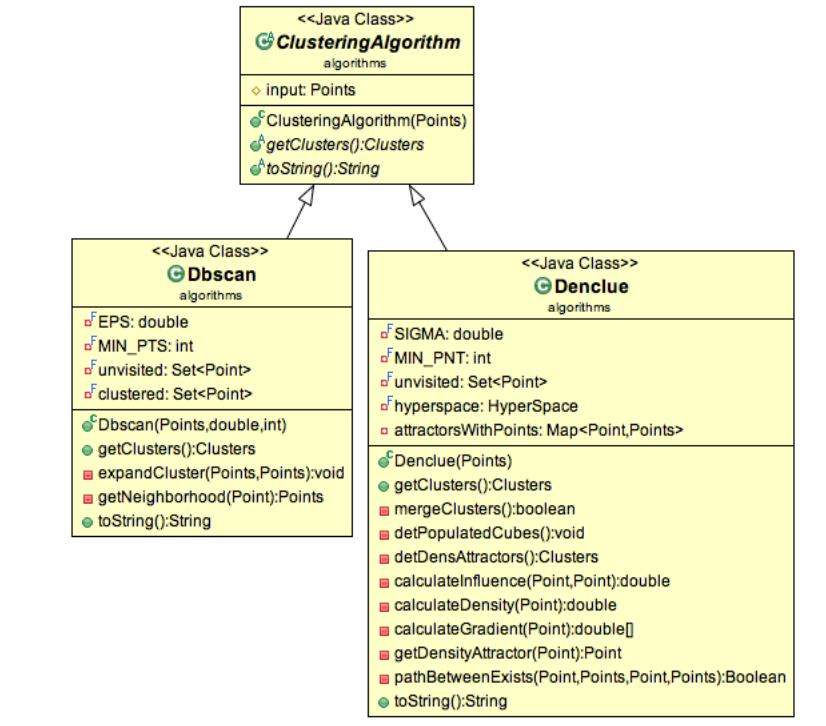 <<Java Class>>
ClusteringAlgorithm
algorithms
input: Points
ClusteringAlgorithm(Points)
getClusters():Clusters
toString():String
<<Java Class>>
Dbscan
algorithms
EPS: double
MIN_PTS: int
unvisited: Set<Point>
clustered: Set<Point>
Dbscan(Points,double,int)
getClusters():Clusters
expandCluster(Points,Points):void
getNeighborhood(Point):Points
toString():String
<<Java Class>>
Denclue
algorithms
SIGMA: double
MIN_PNT: int
unvisited: Set<Point>
hyperspace: HyperSpace
attractorsWithPoints: Map<Point,Points>
Denclue(Points)
getClusters():Clusters
mergeClusters():boolean
detPopulatedCubes():void
detDensAttractors():Clusters
calculateInfluence(Point,Point):double
calculateDensity(Point):double
calculateGradient(Point):double[]
getDensityAttractor(Point):Point
pathBetweenExists(Point,Points,Point,Points):Boolean
toString():String